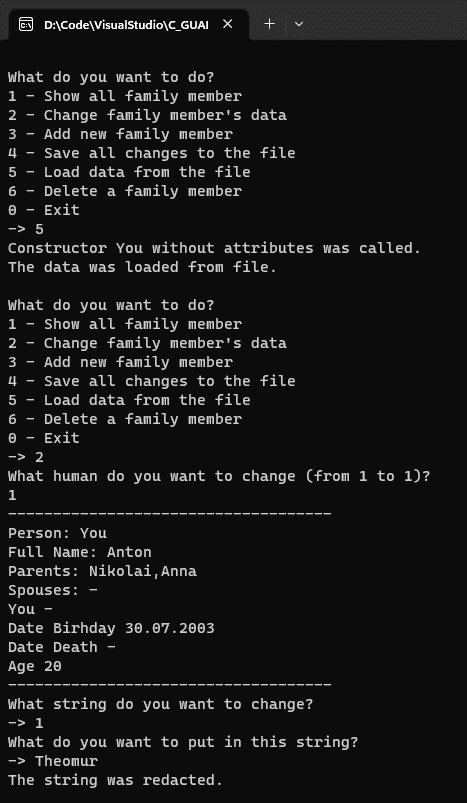 D:\Code\VisualStudio\C_GUAI
What do you want to do?
1 - Show all family member
2 - Change family member's data
3 - Add new family member
4 - Save all changes to the file
5 - Load data from the file
6 - Delete a family member
0 - Exit
-> 5
Constructor You without attributes was called.
The data was loaded from file.
What do you want to do?
1 - Show all family member
2 - Change family member's data
3 - Add new family member
4 - Save all changes to the file
5 - Load data from the file
6 - Delete a family member
0 - Exit
-> 2
What human do you want to change (from 1 to 1)?
1
------------------------------------
Person: You
Full Name: Anton
Parents: Nikolai,Anna
Spouses: -
You -
Date Birhday 30.07.2003
Date Death -
Age 20
------------------------------------
What string do you want to change?
-> 1
What do you want to put in this string?
-> Theomur
The string was redacted.